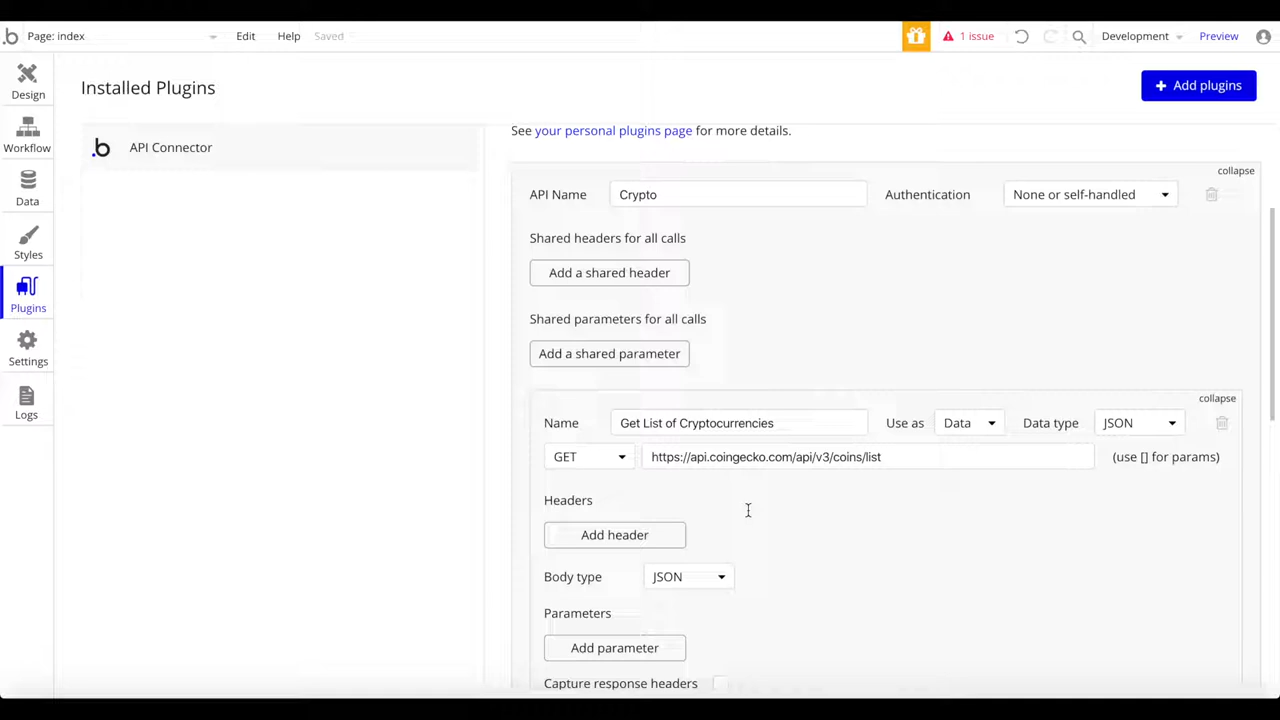 Page: index
Edit
Help
Saved
1 issue
Development
Preview
Design
Workflow
Data
Styles
Plugins
Settings
Logs
Installed Plugins
+ Add plugins
.b API Connector
See your personal plugins page for more details.
collapse
API Name
Crypto
Authentication
None or self-handled
Shared headers for all calls
Add a shared header
Shared parameters for all calls
Add a shared parameter
collapse
Name
Get List of Cryptocurrencies
Use as
Data
Data type
JSON
GET
https://api.coingecko.com/api/v3/coins/list
(use [] for params)
Headers
Add header
Body type
JSON
Parameters
Add parameter
Capture response headers